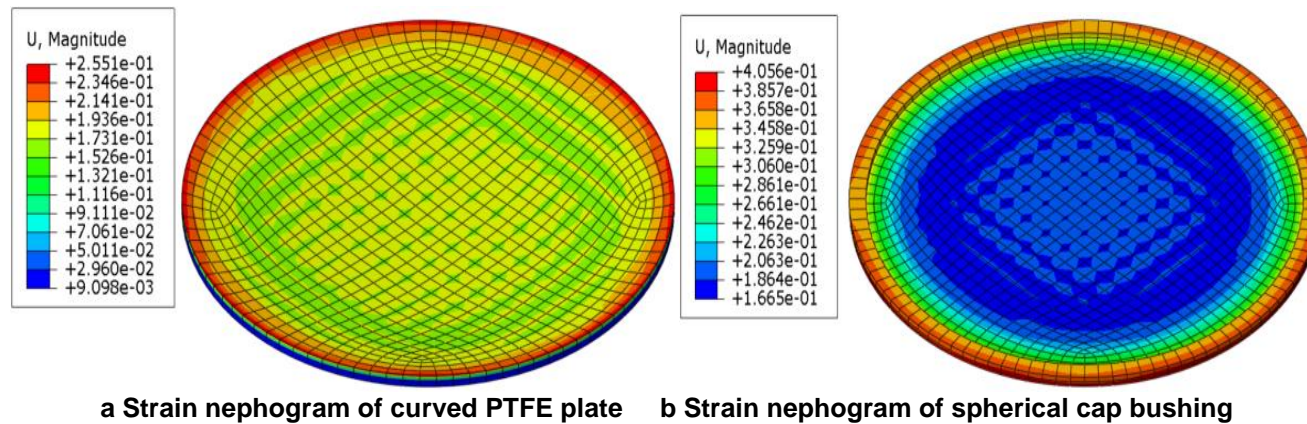 U, Magnitude
+2.551e-01
+2.346e-01
+2.141e-01
+1.936e-01
+1.731e-01
+1.526e-01
+1.321e-01
+1.116e-01
+9.111e-02
+7.061e-02
+5.011e-02
+2.960e-02
+9.098e-03
U, Magnitude
+4.056e-01
+3.857e-01
+3.658e-01
+3.458e-01
+3.259e-01
+3.060e-01
+2.861e-01
+2.661e-01
+2.462e-01
+2.263e-01
+2.063e-01
+1.864e-01
+1.665e-01
a Strain nephogram of curved PTFE plate
b Strain nephogram of spherical cap bushing